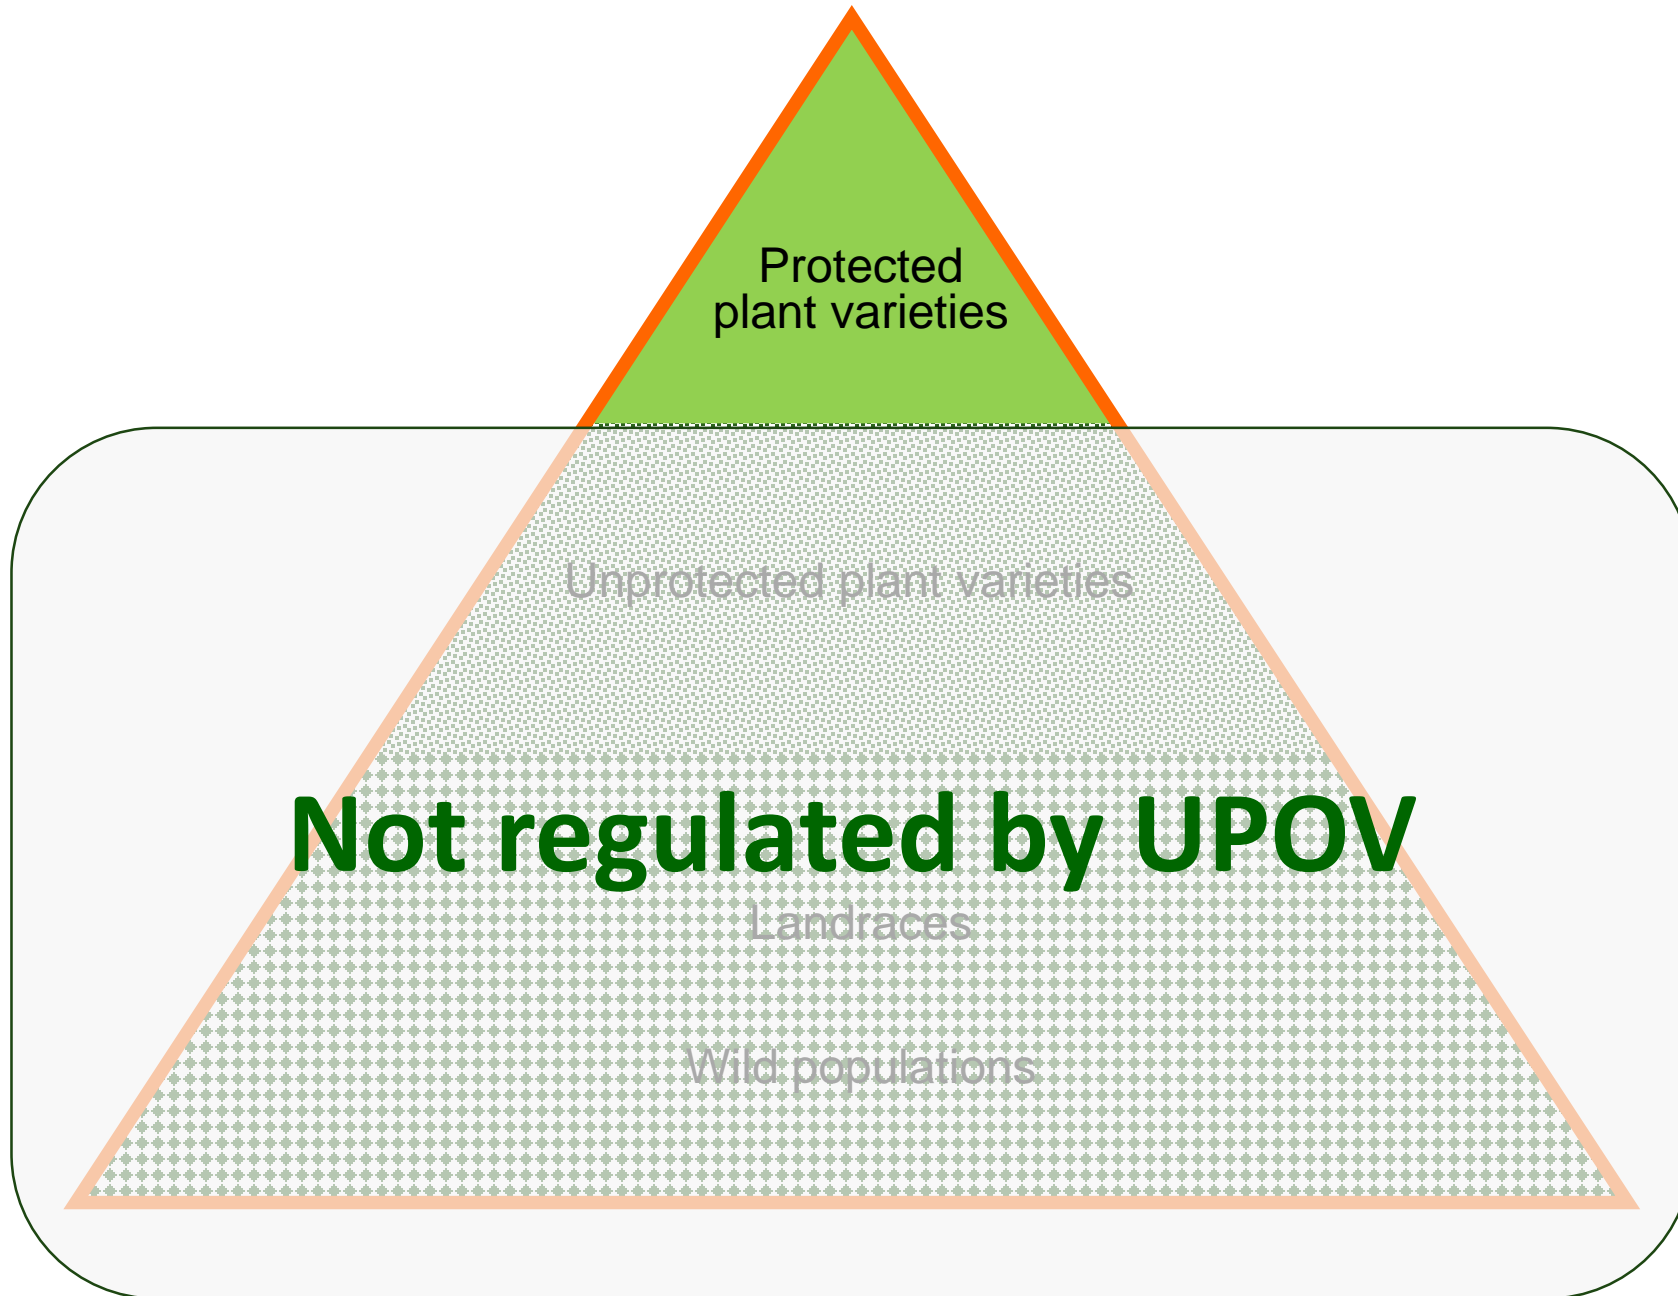 Protected
plant varieties
Unprotected plant varieties
Not regulated by UPOV
Landraces
Wild populations